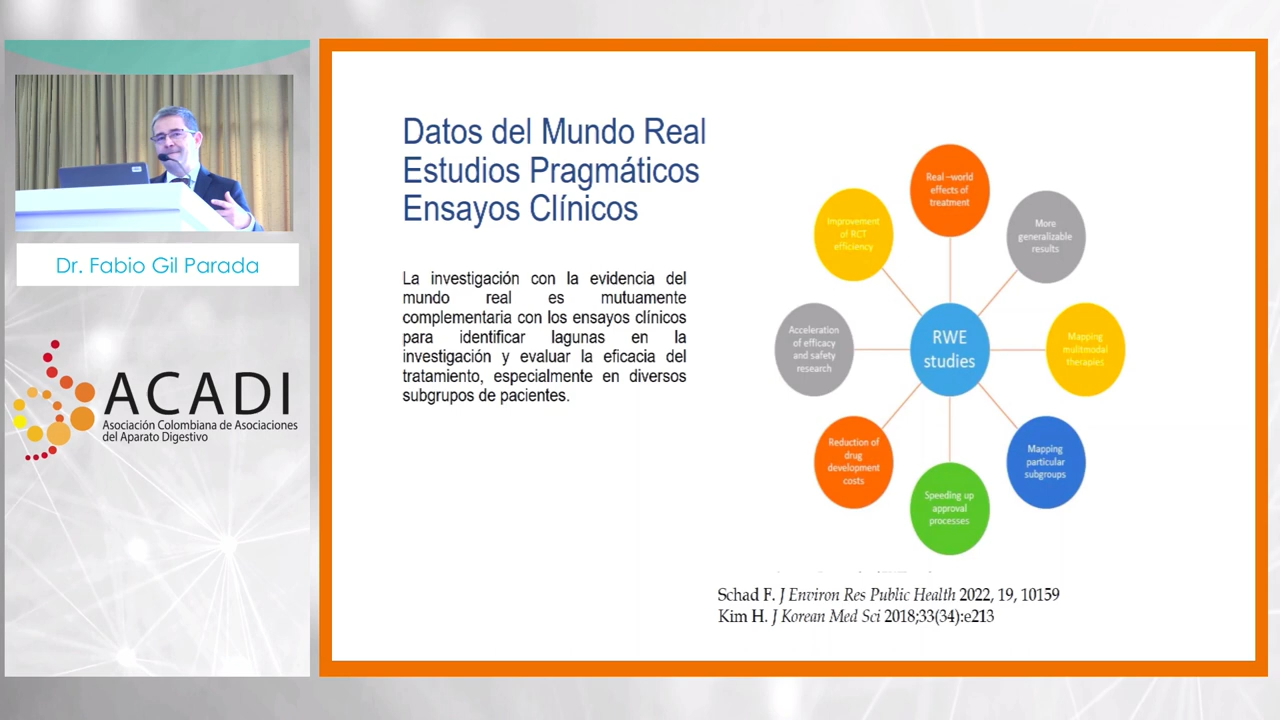 Dr. Fabio Gil Parada
ACADI
Asociación Colombiana de Asociaciones
del Aparato Digestivo
Datos del Mundo Real
Estudios Pragmáticos
Ensayos Clínicos
La investigación con la evidencia del
mundo real es mutuamente
complementaria con los ensayos clínicos
para identificar lagunas en la
investigación y evaluar la eficacia del
tratamiento, especialmente en diversos
subgrupos de pacientes.
Real –world
effects of
treatment
More
generalizable
results
Mapping
mulitmodal
therapies
Mapping
particular
subgroups
Speeding up
approval
processes
Reduction of
drug
development
costs
Acceleration
of efficacy
and safety
research
Improvement
of RCT
efficiency
RWE
studies
Schad F. J Environ Res Public Health 2022, 19, 10159
Kim H. J Korean Med Sci 2018;33(34):e213